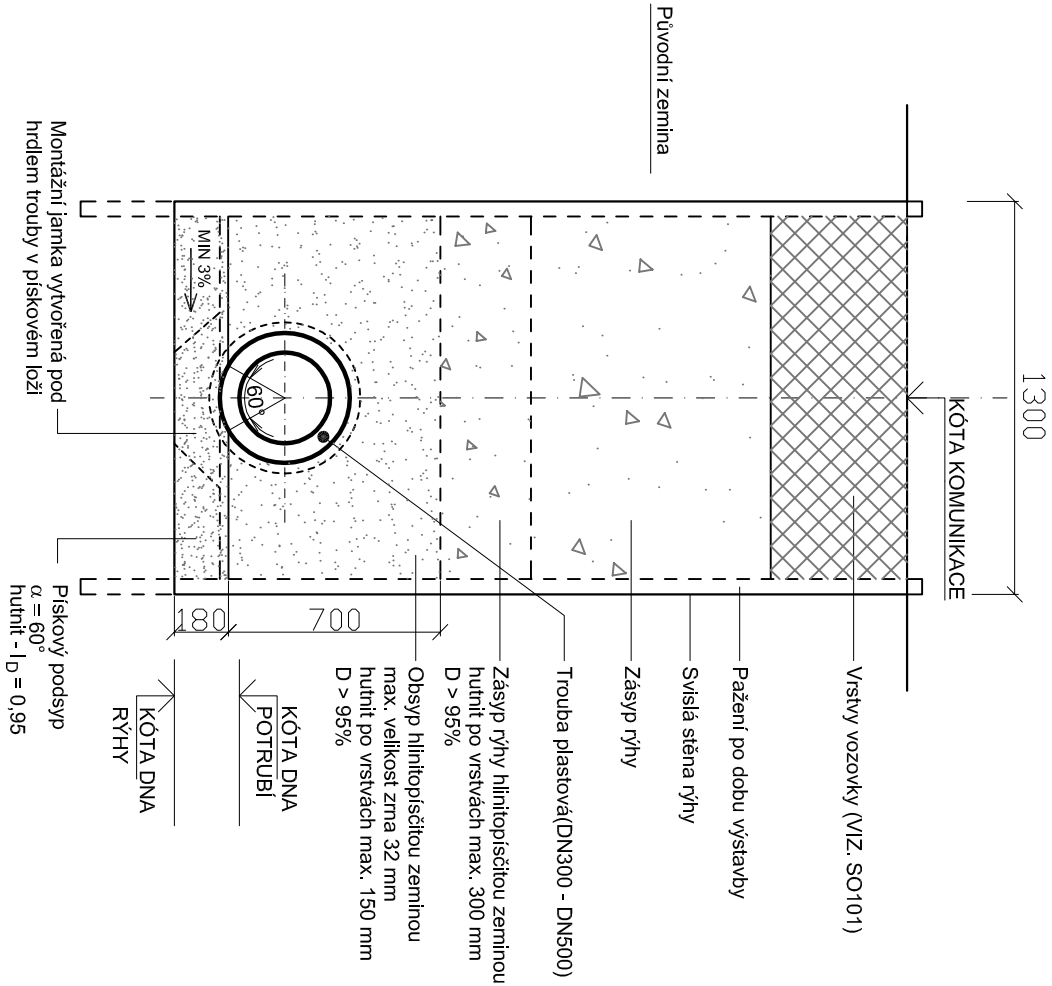 1300
KÓTA KOMUNIKACE
Původní zemina
Vrstvy vozovky (VIZ. SO101)
Pažení po dobu výstavby
Svislá stěna rýhy
Zásyp rýhy
Trouba plastová(DN300 - DN500)
Zásyp rýhy hlinitopísčitou zeminou
hutnit po vrstvách max. 300 mm
D > 95%
Obsyp hlinitopísčitou zeminou
max. velikost zrna 32 mm
hutnit po vrstvách max. 150 mm
D > 95%
700
180
60°
MIN 3%
KÓTA DNA
POTRUBÍ
KÓTA DNA
RÝHY
Montážní jamka vytvořená pod
hrdlem trouby v pískovém loži
Pískový podsyp
α = 60°
hutnit - ID = 0,95